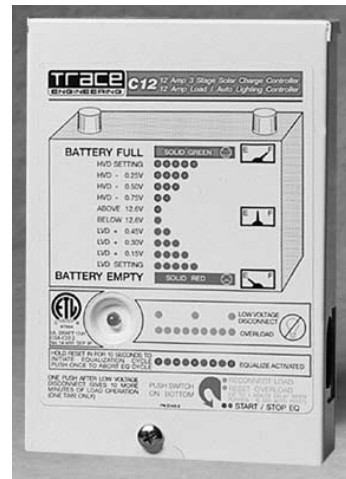 TRACE
ENGINEERING
C12
12 Amp 3 Stage Solar Charge Controller
12 Amp Load / Auto Lighting Controller
BATTERY FULL
SOLID GREEN
E F
HVD SETTING
HVD - 0.25V
HVD - 0.50V
HVD - 0.75V
ABOVE 12.6V
E F
BELOW 12.6V
LVD + 0.45V
LVD + 0.30V
LVD + 0.15V
LVD SETTING
BATTERY EMPTY
SOLID RED
E F
ETL
LOW VOLTAGE
DISCONNECT
OVERLOAD
HOLD RESET IN FOR 10 SECONDS TO
INITIATE EQUALIZATION CYCLE
PUSH ONCE TO ABORT EQ CYCLE
EQUALIZE ACTIVATED
ONE PUSH AFTER LOW VOLTAGE
DISCONNECT GIVES 10 MORE
MINUTES OF LOAD OPERATION
(ONE TIME ONLY)
PUSH SWITCH
ON BOTTOM
RECONNECT LOAD
RESET OVERLOAD
START / STOP EQ